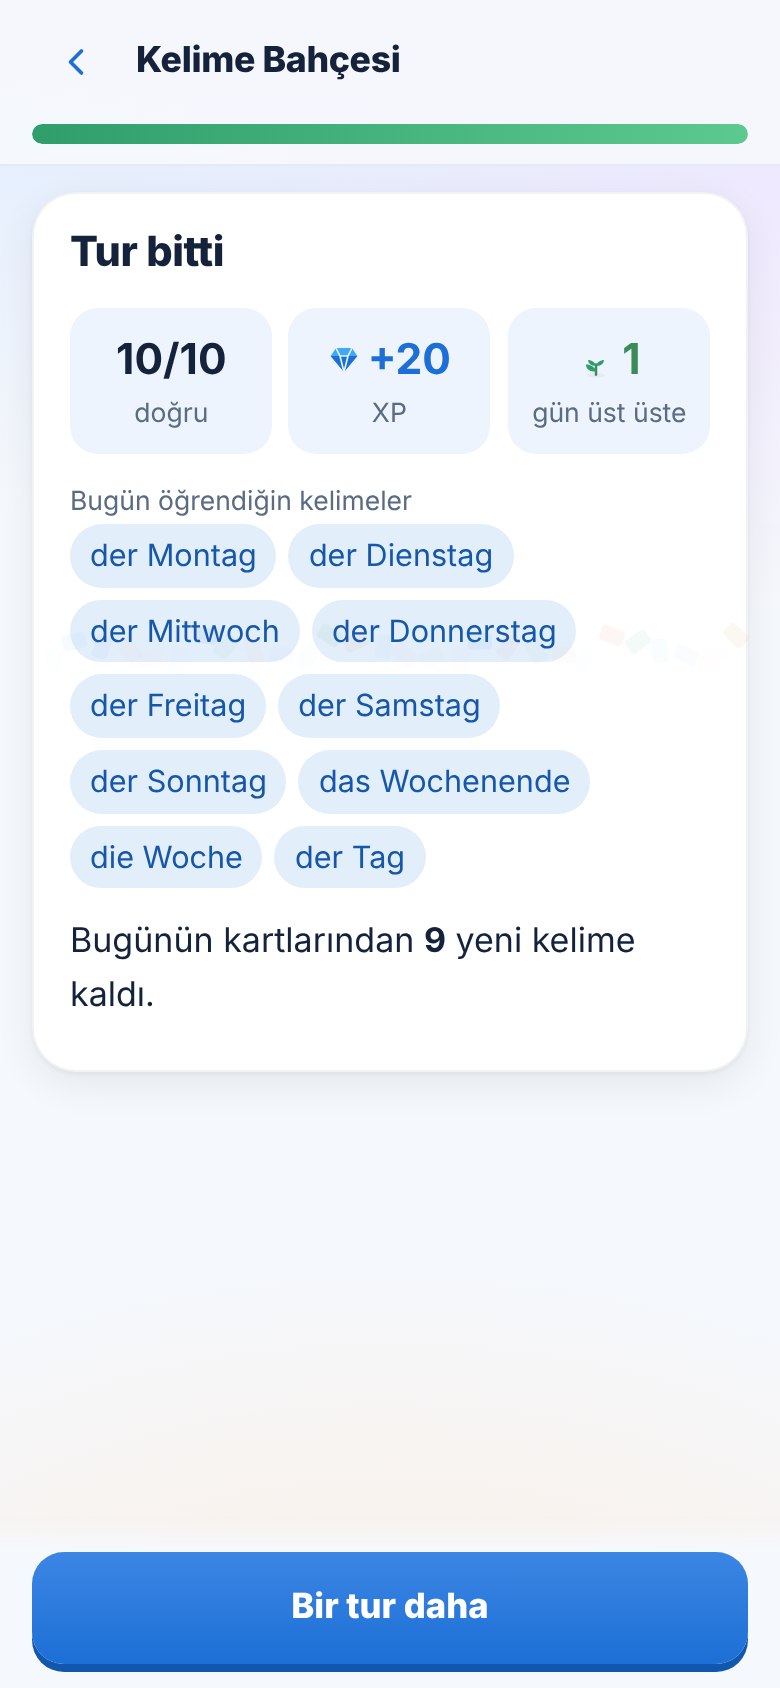 Kelime Bahçesi
Tur bitti
10/10
+20
1
doğru
XP
gün üst üste
Bugün öğrendiğin kelimeler
der Montag
der Dienstag
der Mittwoch
der Donnerstag
der Freitag
der Samstag
der Sonntag
das Wochenende
die Woche
der Tag
Bugünün kartlarından 9 yeni kelime
kaldı.
Bir tur daha